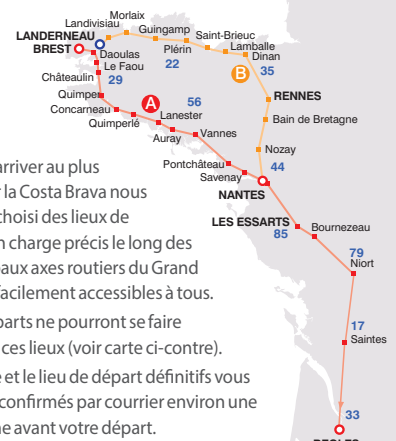 Morlaix
Landivisiau
Guingamp
LANDERNEAU
Saint-Brieuc
BREST
Plérin
Lamballe
Daoulas
Dinan
Le Faou
22
35
Châteaulin
29
B
Quimper
A
56
RENNES
Concarneau
Lanester
Quimperlé
Bain de Bretagne
Auray
Vannes
Nozay
Pontchâteau
44
Savenay
NANTES
LES ESSARTS
Bournezeau
85
79
Niort
17
Saintes
33
arriver au plus
la Costa Brava nous
choisi des lieux de
charge précis le long des
axes routiers du Grand
facilement accessibles à tous.
ne pourront se faire
ces lieux (voir carte ci-contre).
et le lieu de départ définitifs vous
confirmés par courrier environ une
avant votre départ.